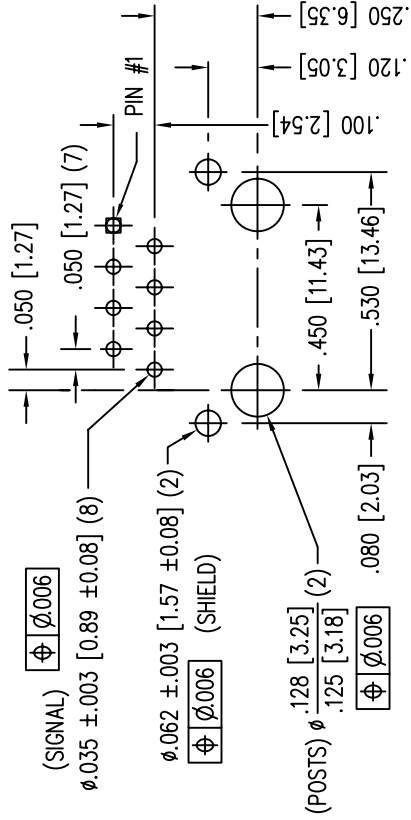 .050 [1.27]
.050 [1.27] (7)
PIN #1
(SIGNAL)
⌖ Ø.006
ø.035 ±.003 [0.89 ±0.08] (8)
ø.062 ±.003 [1.57 ±0.08] (2)
⌖ Ø.006
(SHIELD)
(POSTS) ø .128 [3.25] (2)
.125 [3.18]
⌖ Ø.006
.100 [2.54]
.120 [3.05]
.250 [6.35]
.450 [11.43]
.530 [13.46]
.080 [2.03]